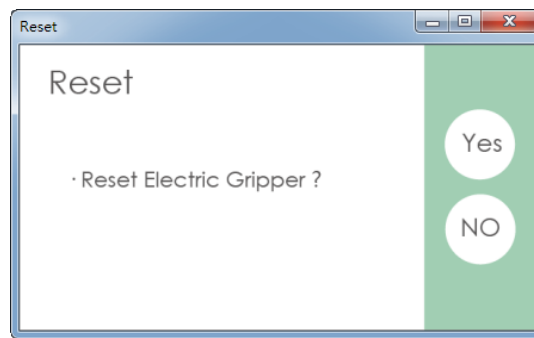 Reset
Reset
· Reset Electric Gripper ?
Yes
NO